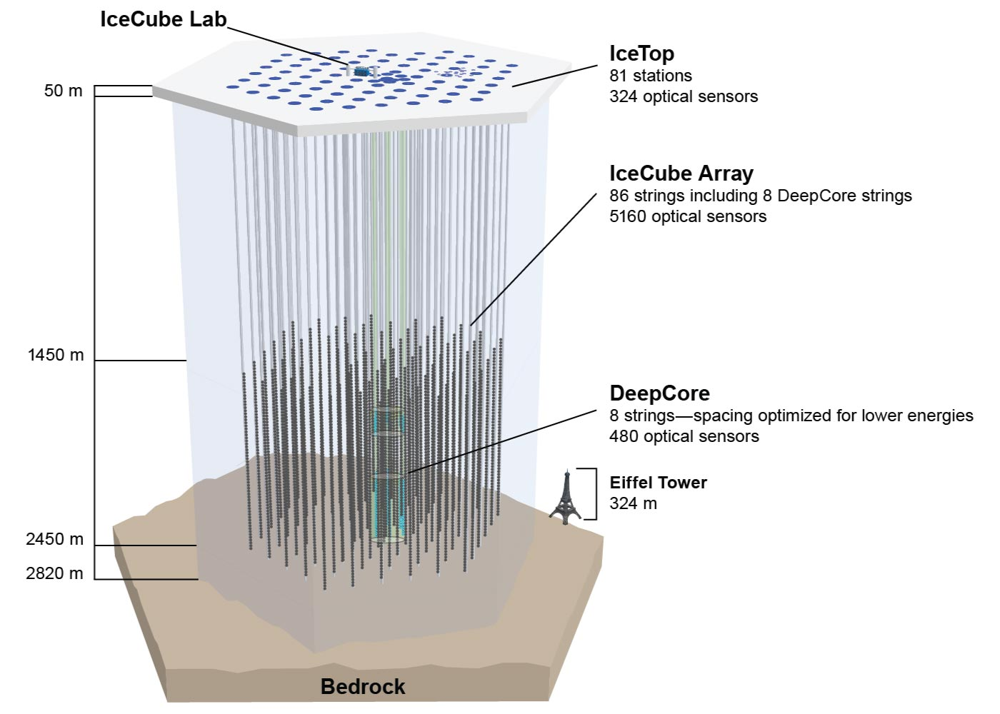 IceCube Lab
IceTop
81 stations
324 optical sensors
50 m
IceCube Array
86 strings including 8 DeepCore strings
5160 optical sensors
1450 m
DeepCore
8 strings—spacing optimized for lower energies
480 optical sensors
Eiffel Tower
324 m
2450 m
2820 m
Bedrock